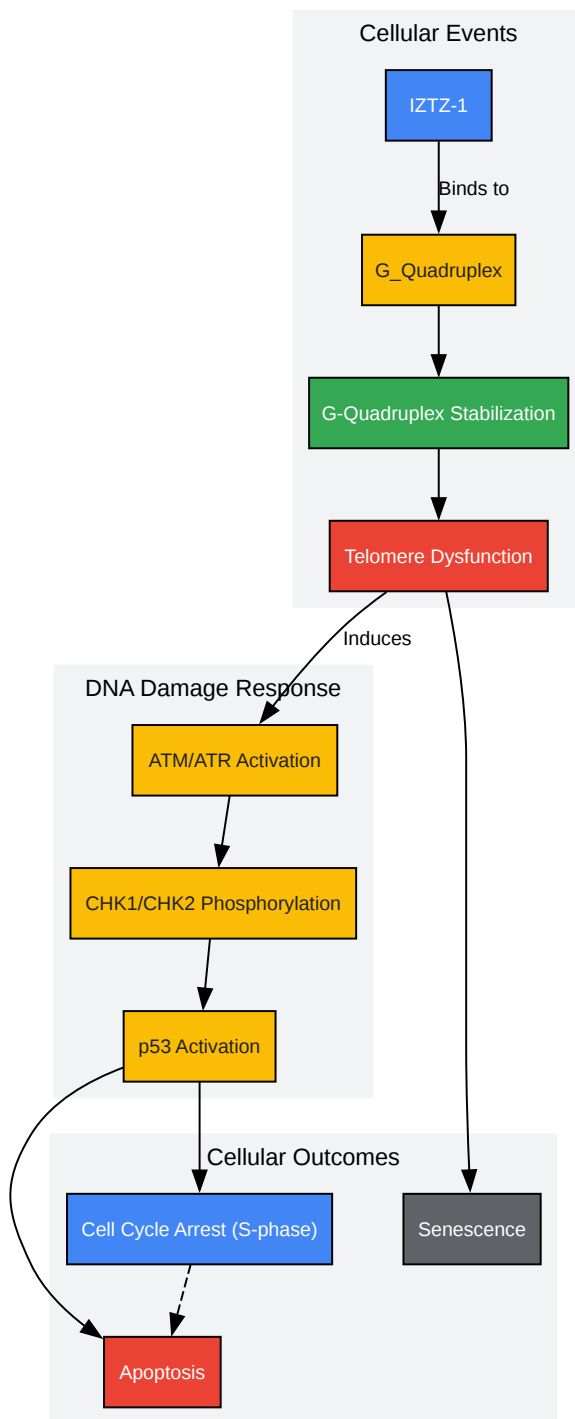 Cellular Events
IZTZ-1
Binds to
G_Quadruplex
G-Quadruplex Stabilization
Telomere Dysfunction
Induces
DNA Damage Response
ATM/ATR Activation
CHK1/CHK2 Phosphorylation
p53 Activation
Cellular Outcomes
Cell Cycle Arrest (S-phase)
Senescence
Apoptosis